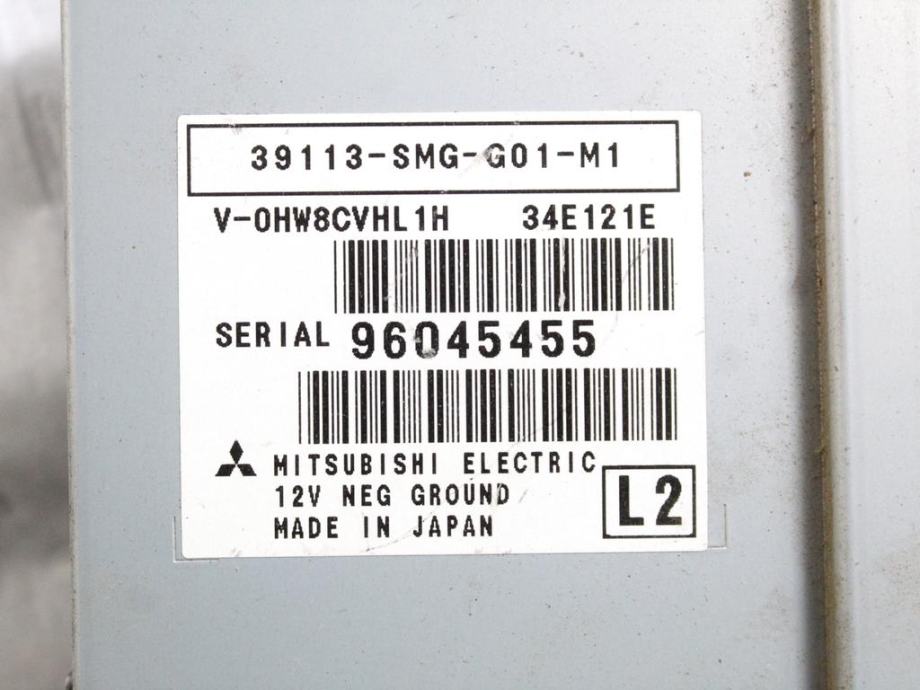 39113-SMG-G01-M1
V-0HW8CVHL1H 34E121E
SERIAL 96045455
MITSUBISHI ELECTRIC
12V NEG GROUND
MADE IN JAPAN
L2